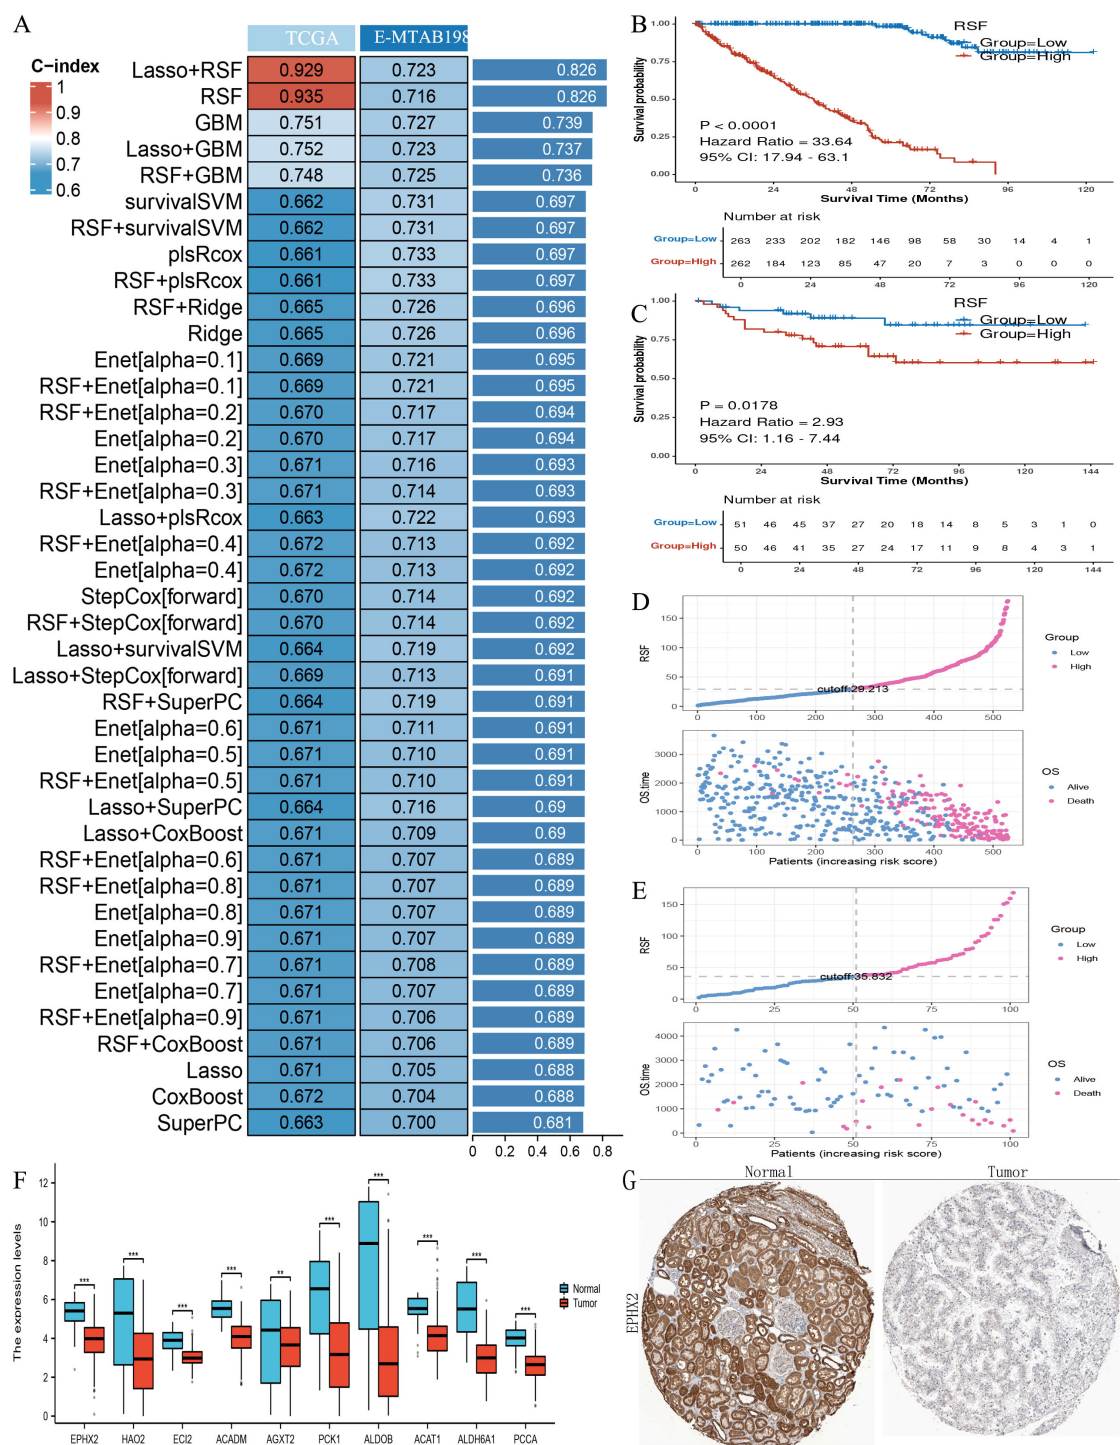 A
TCGA E-MTAB198
C-index
1
0.9
0.8
0.7
0.6
Lasso+RSF 0.929 0.723 0.826
RSF 0.935 0.716 0.826
GBM 0.751 0.727 0.739
Lasso+GBM 0.752 0.723 0.737
RSF+GBM 0.748 0.725 0.736
survivalSVM 0.662 0.731 0.697
RSF+survivalSVM 0.662 0.731 0.697
plsRcox 0.661 0.733 0.697
RSF+plsRcox 0.661 0.733 0.697
RSF+Ridge 0.665 0.726 0.696
Ridge 0.665 0.726 0.696
Enet[alpha=0.1] 0.669 0.721 0.695
RSF+Enet[alpha=0.1] 0.669 0.721 0.695
RSF+Enet[alpha=0.2] 0.670 0.717 0.694
Enet[alpha=0.2] 0.670 0.717 0.694
Enet[alpha=0.3] 0.671 0.716 0.693
RSF+Enet[alpha=0.3] 0.671 0.714 0.693
Lasso+plsRcox 0.663 0.722 0.693
RSF+Enet[alpha=0.4] 0.672 0.713 0.692
Enet[alpha=0.4] 0.672 0.713 0.692
StepCox[forward] 0.670 0.714 0.692
RSF+StepCox[forward] 0.670 0.714 0.692
Lasso+survivalSVM 0.664 0.719 0.692
Lasso+StepCox[forward] 0.669 0.713 0.691
RSF+SuperPC 0.664 0.719 0.691
Enet[alpha=0.6] 0.671 0.711 0.691
Enet[alpha=0.5] 0.671 0.710 0.691
RSF+Enet[alpha=0.5] 0.671 0.710 0.691
Lasso+SuperPC 0.664 0.716 0.69
Lasso+CoxBoost 0.671 0.709 0.69
RSF+Enet[alpha=0.6] 0.671 0.707 0.689
RSF+Enet[alpha=0.8] 0.671 0.707 0.689
Enet[alpha=0.8] 0.671 0.707 0.689
Enet[alpha=0.9] 0.671 0.707 0.689
RSF+Enet[alpha=0.7] 0.671 0.708 0.689
Enet[alpha=0.7] 0.671 0.707 0.689
RSF+Enet[alpha=0.9] 0.671 0.706 0.689
RSF+CoxBoost 0.671 0.706 0.689
Lasso 0.671 0.705 0.688
CoxBoost 0.672 0.704 0.688
SuperPC 0.663 0.700 0.681
0 0.2 0.4 0.6 0.8
B
RSF
Group=Low
Group=High
Survival probability
1.00
0.75
0.50
0.25
0.00
P < 0.0001
Hazard Ratio = 33.64
95% CI: 17.94 - 63.1
0 24 48 72 96 120
Survival Time (Months)
Number at risk
Group=Low 263 233 202 182 146 98 58 30 14 4 1
Group=High 262 184 123 85 47 20 7 3 0 0 0
0 24 48 72 96 120
C
RSF
Group=Low
Group=High
Survival probability
1.00
0.75
0.50
0.25
0.00
P = 0.0178
Hazard Ratio = 2.93
95% CI: 1.16 - 7.44
0 24 48 72 96 120 144
Survival Time (Months)
Number at risk
Group=Low 51 46 45 37 27 20 18 14 8 5 3 1 0
Group=High 50 46 41 35 27 24 17 11 9 8 4 3 1
0 24 48 72 96 120 144
D
RSF
150
100
50
0
cutoff:29.213
0 100 200 300 400 500
Group
Low
High
OS.time
3000
2000
1000
0
0 100 200 300 400 500
Patients (increasing risk score)
OS
Alive
Death
E
RSF
150
100
50
0
cutoff:35.832
0 25 50 75 100
Group
Low
High
OS.time
4000
3000
2000
1000
0
0 25 50 75 100
Patients (increasing risk score)
OS
Alive
Death
F
The expression levels
12
10
8
6
4
2
0
*** *** *** *** ** *** *** *** *** ***
EPHX2 HAO2 ECI2 ACADM AGXT2 PCK1 ALDOB ACAT1 ALDH6A1 PCCA
Normal
Tumor
G
Normal Tumor
EPHX2